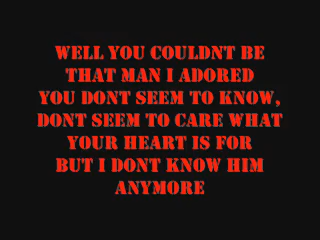 WELL YOU COULDNT BE
THAT MAN I ADORED
YOU DONT SEEM TO KNOW,
DONT SEEM TO CARE WHAT
YOUR HEART IS FOR
BUT I DONT KNOW HIM
ANYMORE